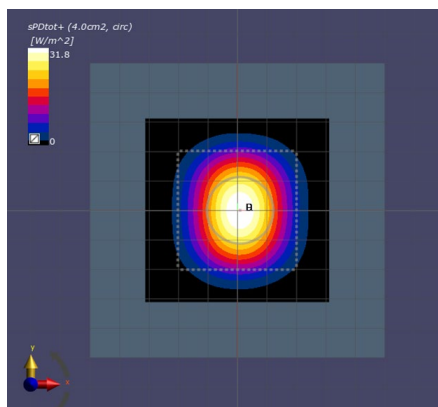 sPDtot+ (4.0cm2, circ)
[W/m^2]
31.8
0
y
x